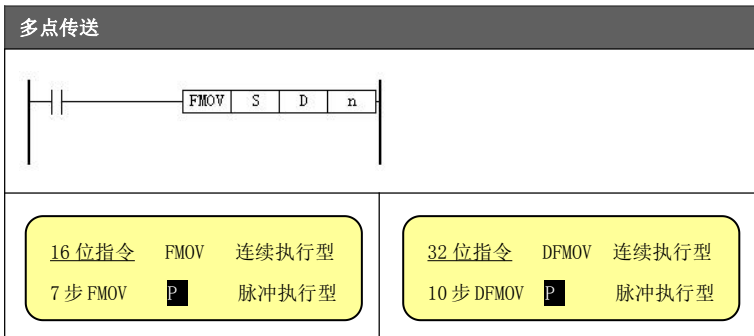 多点传送
FMOV S D n
16 位指令 FMOV 连续执行型
7 步 FMOV P 脉冲执行型
32 位指令 DFMOV 连续执行型
10 步 DFMOV P 脉冲执行型